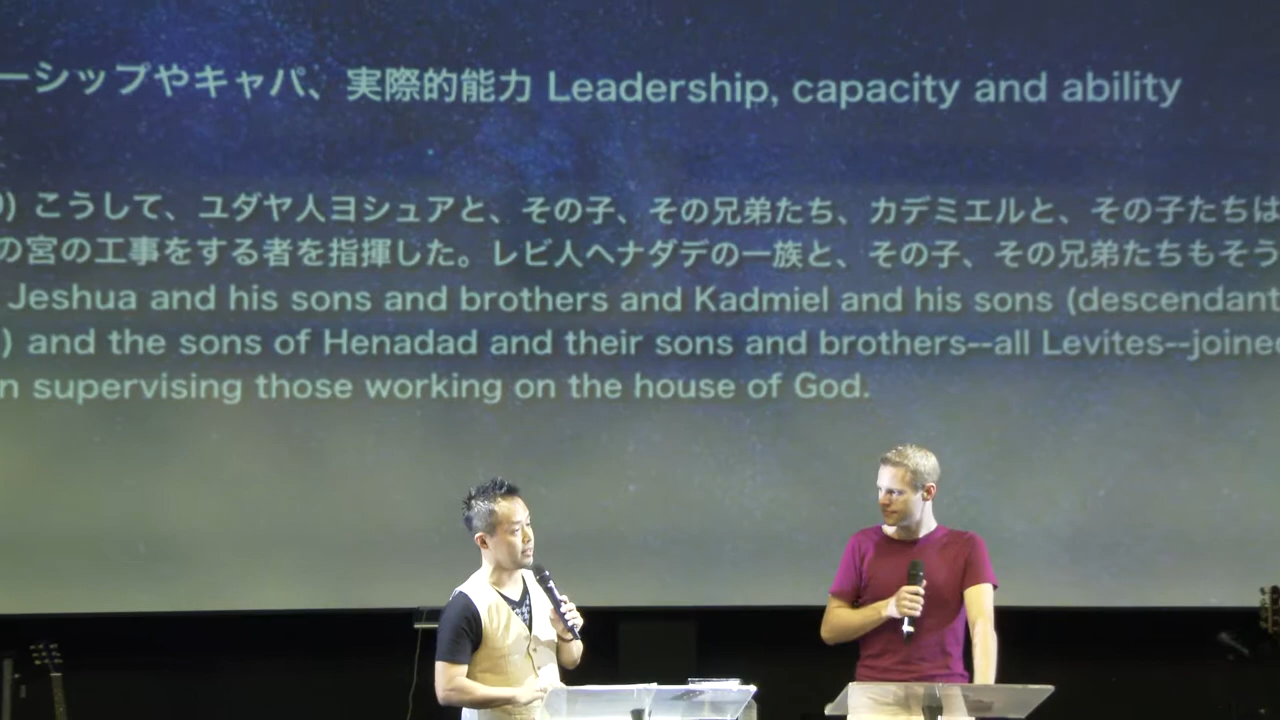 ーシップやキャパ、実際的能力 Leadership, capacity and ability
) こうして、ユダヤ人ヨシュアと、その子、その兄弟たち、カデミエルと、その子たちは
の宮の工事をする者を指揮した。レビ人ヘナダデの一族と、その子、その兄弟たちもそう
Jeshua and his sons and brothers and Kadmiel and his sons (descendant
) and the sons of Henadad and their sons and brothers--all Levites--joine
n supervising those working on the house of God.